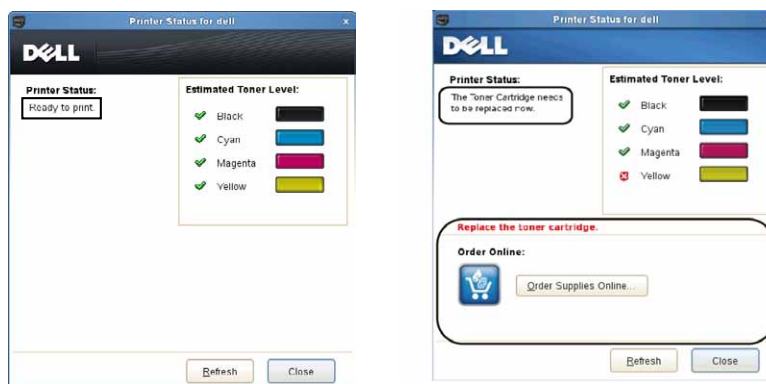 Printer Status for dell
x
DELL
Printer Status:
Ready to print.
Estimated Toner Level:
Black
Cyan
Magenta
Yellow
Refresh
Close
Printer Status for dell
DELL
Printer Status:
The Toner Cartridge needs
to be replaced now.
Estimated Toner Level:
Black
Cyan
Magenta
Yellow
Replace the toner cartridge.
Order Online:
Order Supplies Online...
Refresh
Close